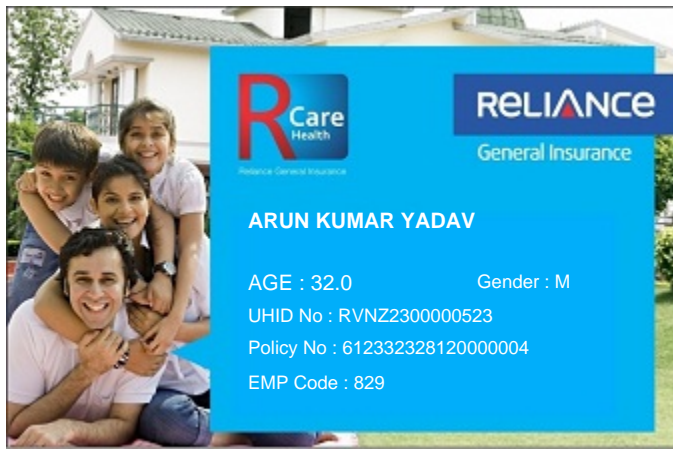 R Care
Health
Reliance General Insurance
RELIANCE
General Insurance
ARUN KUMAR YADAV
AGE : 32.0 Gender : M
UHID No : RVNZ2300000523
Policy No : 612332328120000004
EMP Code : 829